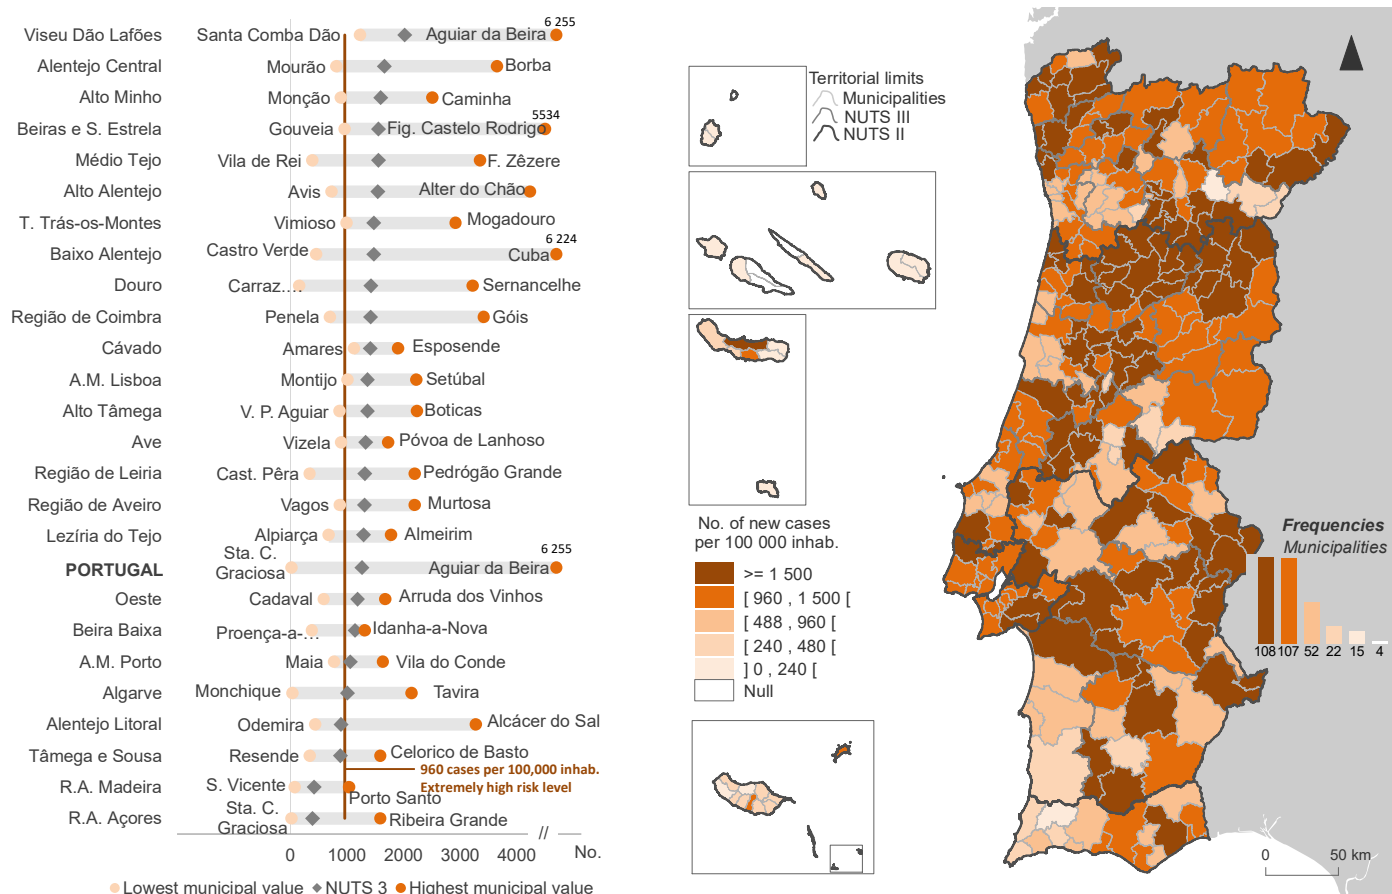 6 255
Viseu Dão Lafões Santa Comba Dão Aguiar da Beira
Alentejo Central Mourão Borba
Alto Minho Monção Caminha
5534
Beiras e S. Estrela Gouveia Fig. Castelo Rodrigo
Médio Tejo Vila de Rei F. Zêzere
Alto Alentejo Avis Alter do Chão
T. Trás-os-Montes Vimioso Mogadouro
6 224
Baixo Alentejo Castro Verde Cuba
Douro Carraz.... Sernancelhe
Região de Coimbra Penela Góis
Cávado Amares Esposende
A.M. Lisboa Montijo Setúbal
Alto Tâmega V. P. Aguiar Boticas
Ave Vizela Póvoa de Lanhoso
Região de Leiria Cast. Pêra Pedrógão Grande
Região de Aveiro Vagos Murtosa
Lezíria do Tejo Alpiarça Almeirim
6 255
PORTUGAL Sta. C. Graciosa Aguiar da Beira
Oeste Cadaval Arruda dos Vinhos
Beira Baixa Proença-a-... Idanha-a-Nova
A.M. Porto Maia Vila do Conde
Algarve Monchique Tavira
Alentejo Litoral Odemira Alcácer do Sal
Tâmega e Sousa Resende Celorico de Basto
960 cases per 100,000 inhab.
Extremely high risk level
R.A. Madeira S. Vicente Porto Santo
R.A. Açores Sta. C. Graciosa Ribeira Grande
//
0 1000 2000 3000 4000 No.
Lowest municipal value NUTS 3 Highest municipal value
Territorial limits
Municipalities
NUTS III
NUTS II
No. of new cases
per 100 000 inhab.
>= 1 500
[ 960 , 1 500 [
[ 488 , 960 [
[ 240 , 480 [
] 0 , 240 [
Null
Frequencies
Municipalities
108 107 52 22 15 4
0 50 km